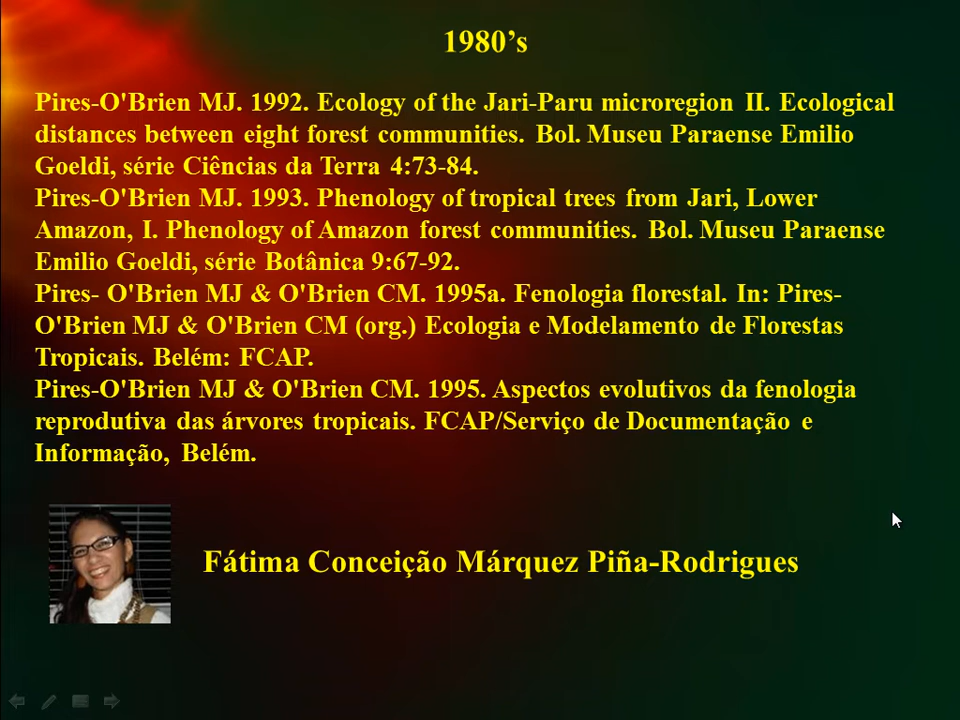 1980’s
Pires-O'Brien MJ. 1992. Ecology of the Jari-Paru microregion II. Ecological
distances between eight forest communities. Bol. Museu Paraense Emilio
Goeldi, série Ciências da Terra 4:73-84.
Pires-O'Brien MJ. 1993. Phenology of tropical trees from Jari, Lower
Amazon, I. Phenology of Amazon forest communities. Bol. Museu Paraense
Emilio Goeldi, série Botânica 9:67-92.
Pires- O'Brien MJ & O'Brien CM. 1995a. Fenologia florestal. In: Pires-
O'Brien MJ & O'Brien CM (org.) Ecologia e Modelamento de Florestas
Tropicais. Belém: FCAP.
Pires-O'Brien MJ & O'Brien CM. 1995. Aspectos evolutivos da fenologia
reprodutiva das árvores tropicais. FCAP/Serviço de Documentação e
Informação, Belém.
Fátima Conceição Márquez Piña-Rodrigues